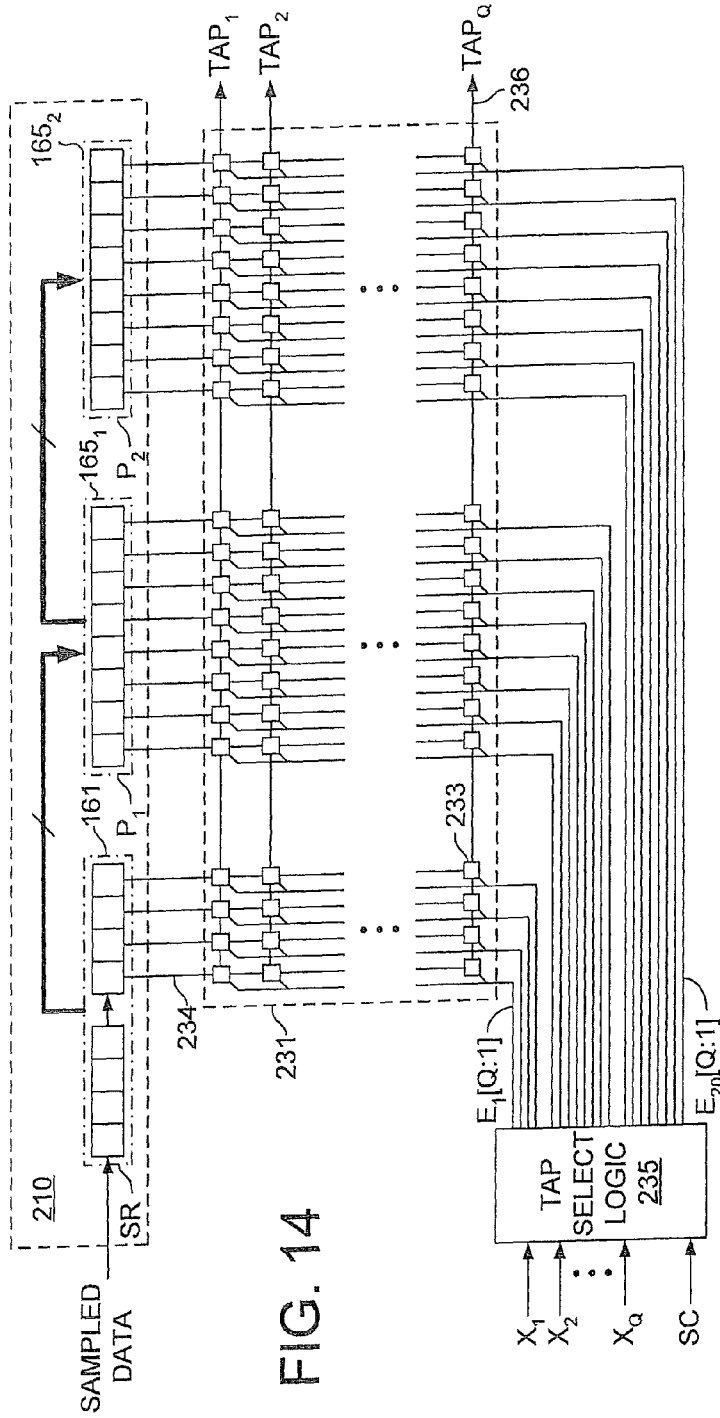 210
SAMPLED
DATA
SR
161
P₁
165₁
P₂
165₂
234
231
TAP₁
TAP₂
TAP_Q
236
233
E₁[Q:1]
E₂₀[Q:1]
TAP
SELECT
LOGIC
235
X₁
X₂
X_Q
SC
FIG. 14